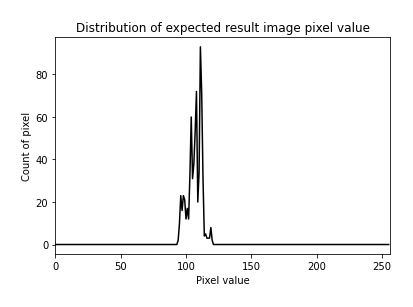 Distribution of expected result image pixel value
Count of pixel
80
60
40
20
0
0 50 100 150 200 250
Pixel value